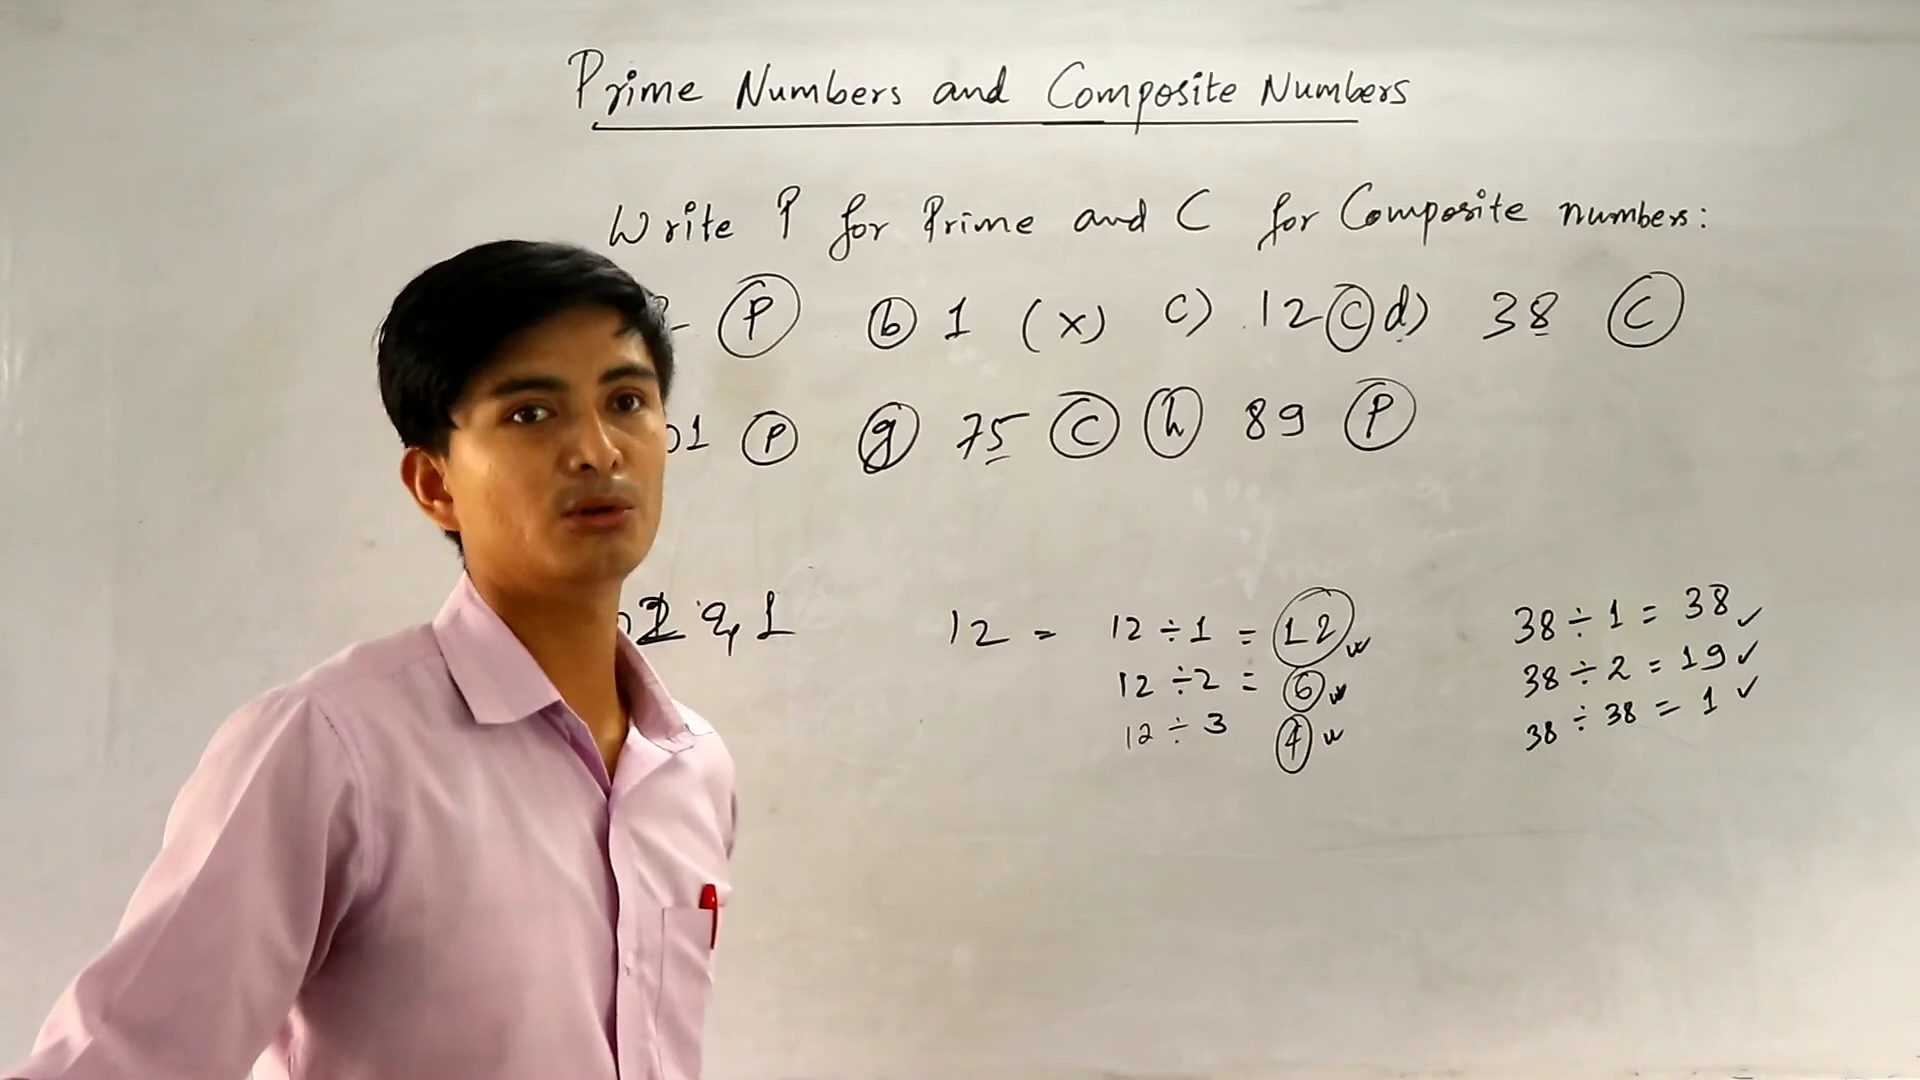 Prime Numbers and Composite Numbers
Write P for Prime and C for Composite numbers:
P b 1 (x) c) 12 C d) 38 C
01 P g 75 C h 89 P
12 = 12 ÷ 1 = 12 38 ÷ 1 = 38 ✓
12 ÷ 2 = 6 38 ÷ 2 = 19 ✓
12 ÷ 3 4 38 ÷ 38 = 1 ✓